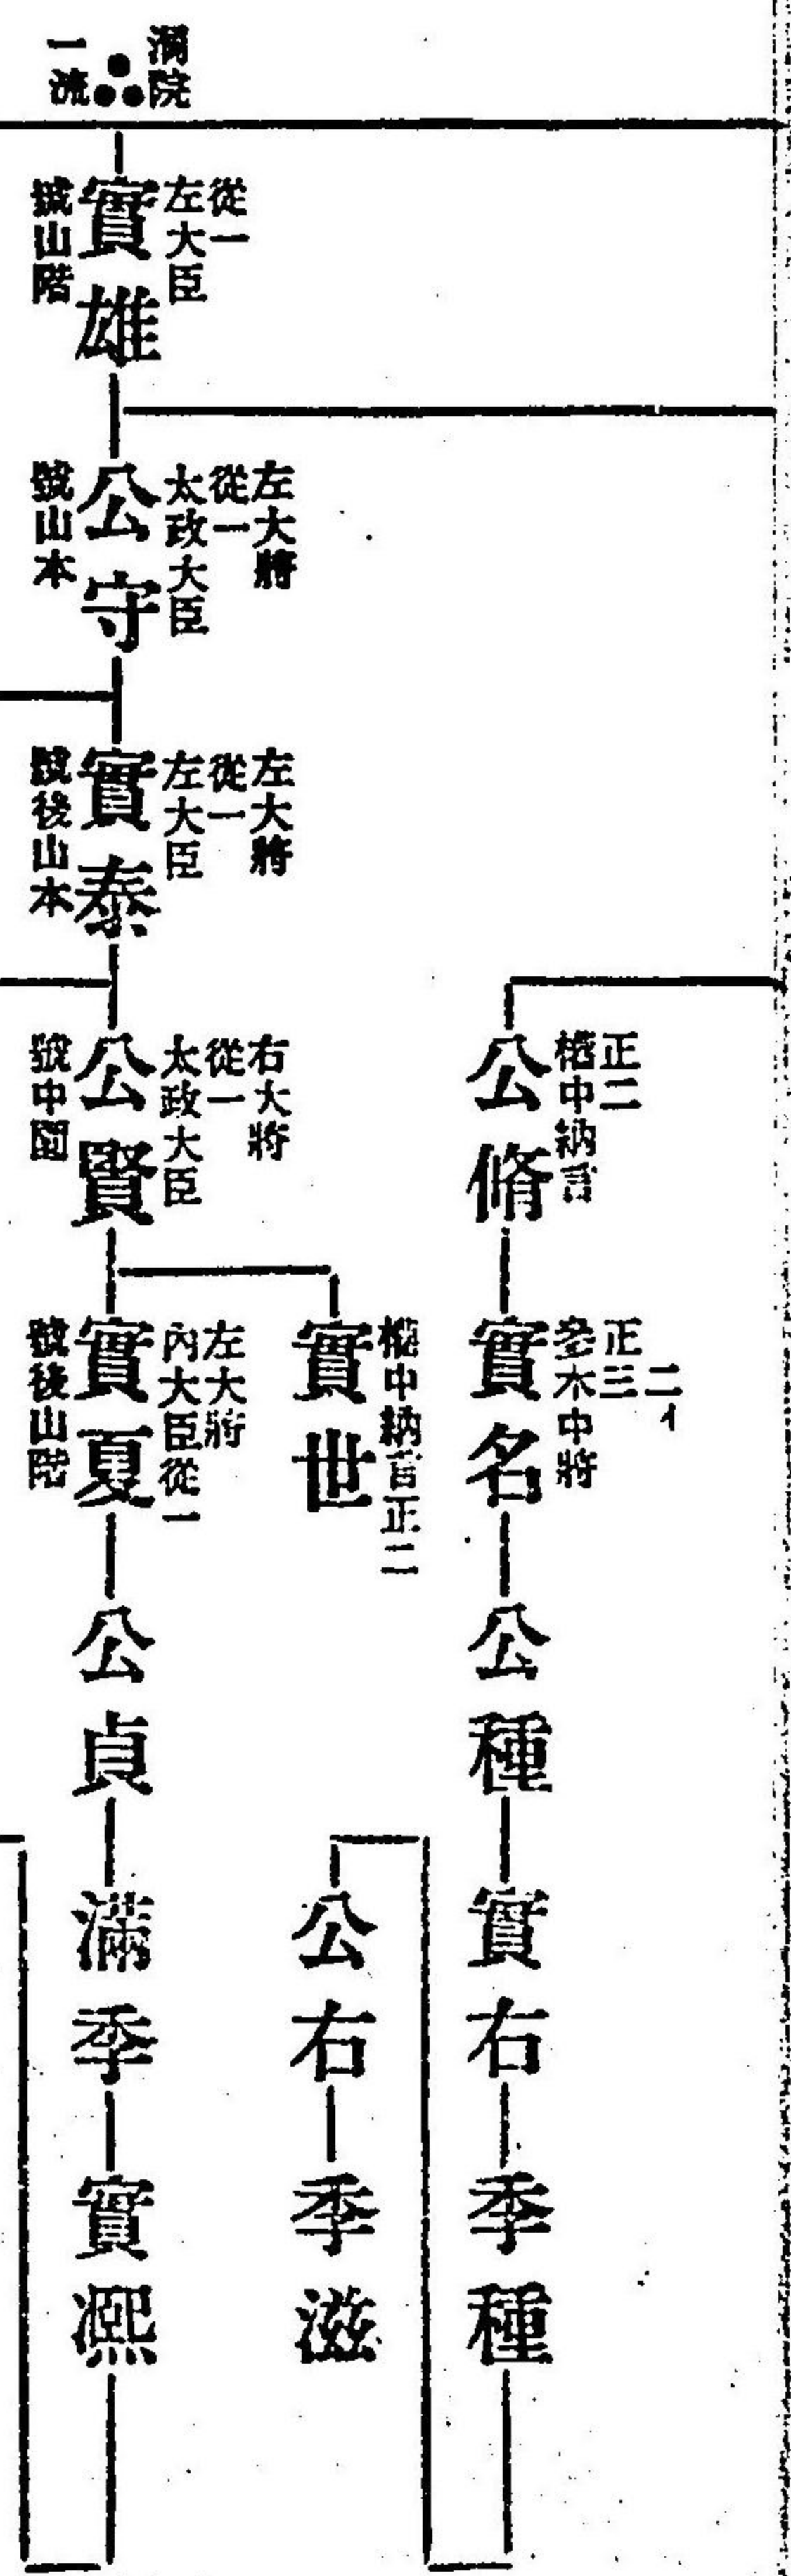 正二
權中納言
公脩
二イ
正三
參木中將
實名
公種
實右
季種
公右
季滋
洞院
一流
從一
左大臣
實雄
號山階
左大將
從一
太政大臣
公守
號山本
左大將
從一
左大臣
實泰
號後山本
右大將
從一
太政大臣
公賢
號中園
權中納言正二
實世
左大將
內大臣從一
實夏
號後山階
公貞
滿季
實熙